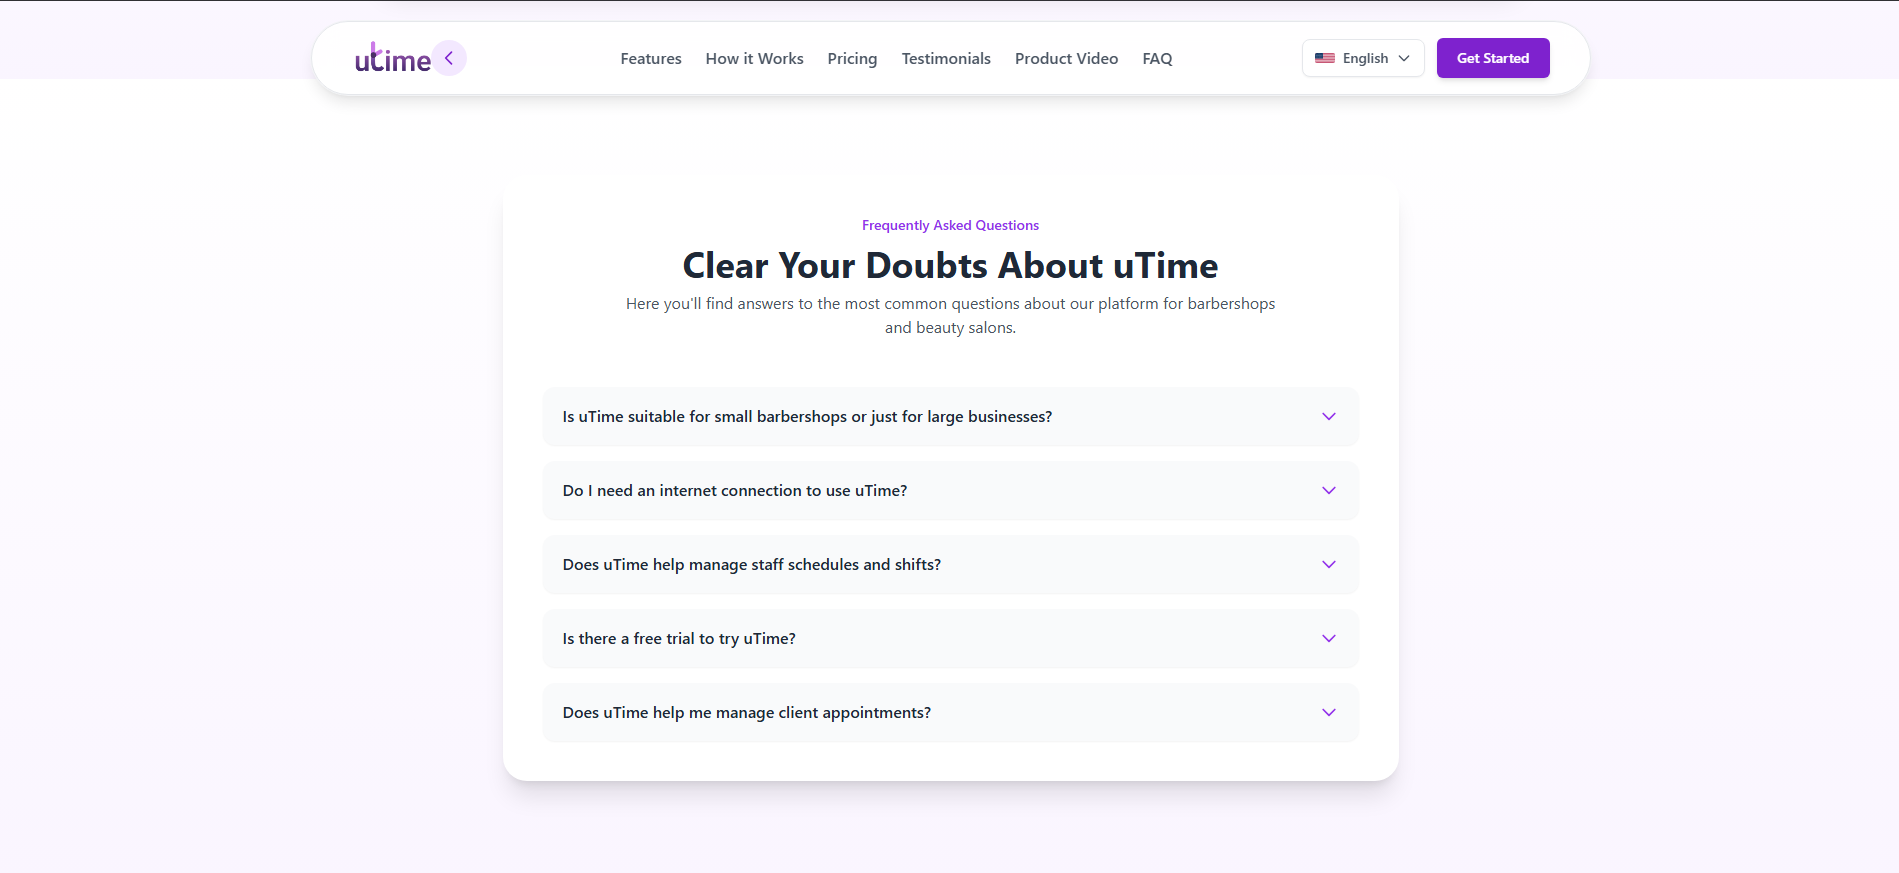 utime
Features How it Works Pricing Testimonials Product Video FAQ
English
Get Started
Frequently Asked Questions
Clear Your Doubts About uTime
Here you'll find answers to the most common questions about our platform for barbershops
and beauty salons.
Is uTime suitable for small barbershops or just for large businesses?
Do I need an internet connection to use uTime?
Does uTime help manage staff schedules and shifts?
Is there a free trial to try uTime?
Does uTime help me manage client appointments?